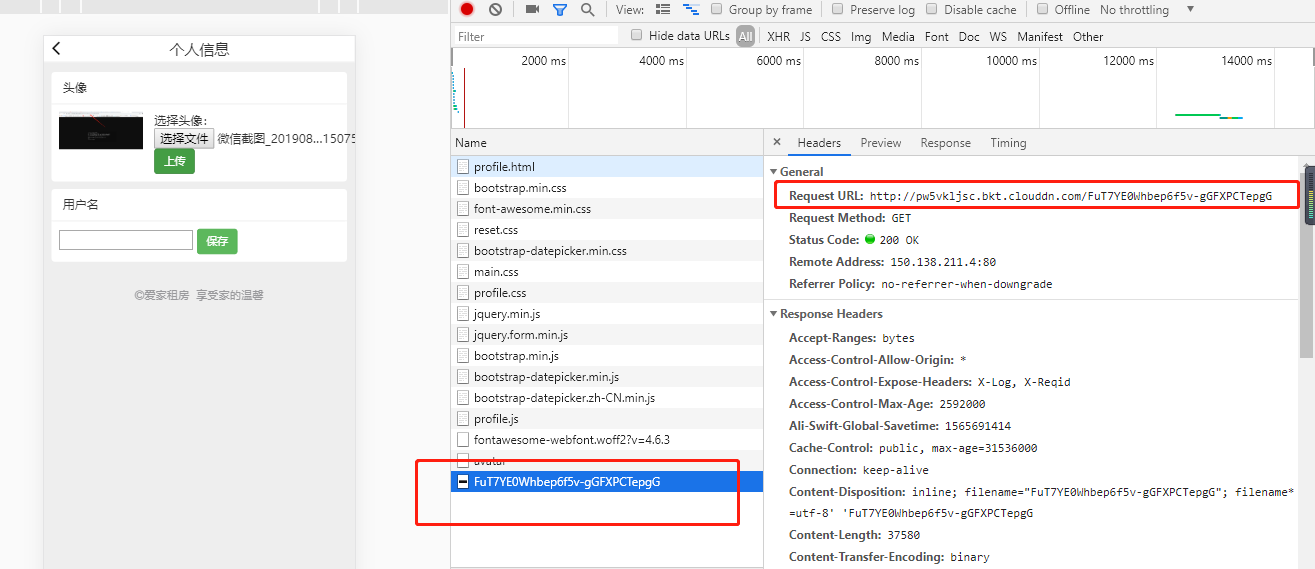 个人信息
头像
选择头像:
选择文件 微信截图_201908...15075
上传
用户名
保存
©爱家租房 享受家的温馨
View: Group by frame Preserve log Disable cache Offline No throttling
Filter Hide data URLs All XHR JS CSS Img Media Font Doc WS Manifest Other
2000 ms 4000 ms 6000 ms 8000 ms 10000 ms 12000 ms 14000 ms
Name
profile.html
bootstrap.min.css
font-awesome.min.css
reset.css
bootstrap-datepicker.min.css
main.css
profile.css
jquery.min.js
jquery.form.min.js
bootstrap.min.js
bootstrap-datepicker.min.js
bootstrap-datepicker.zh-CN.min.js
profile.js
fontawesome-webfont.woff2?v=4.6.3
avatar
FuT7YE0Whbep6f5v-gGFXPCTepgG
× Headers Preview Response Timing
General
Request URL: http://pw5vkljsc.bkt.clouddn.com/FuT7YE0Whbep6f5v-gGFXPCTepgG
Request Method: GET
Status Code: 200 OK
Remote Address: 150.138.211.4:80
Referrer Policy: no-referrer-when-downgrade
Response Headers
Accept-Ranges: bytes
Access-Control-Allow-Origin: *
Access-Control-Expose-Headers: X-Log, X-Reqid
Access-Control-Max-Age: 2592000
Ali-Swift-Global-Savetime: 1565691414
Cache-Control: public, max-age=31536000
Connection: keep-alive
Content-Disposition: inline; filename="FuT7YE0Whbep6f5v-gGFXPCTepgG"; filename*
=utf-8' 'FuT7YE0Whbep6f5v-gGFXPCTepgG
Content-Length: 37580
Content-Transfer-Encoding: binary